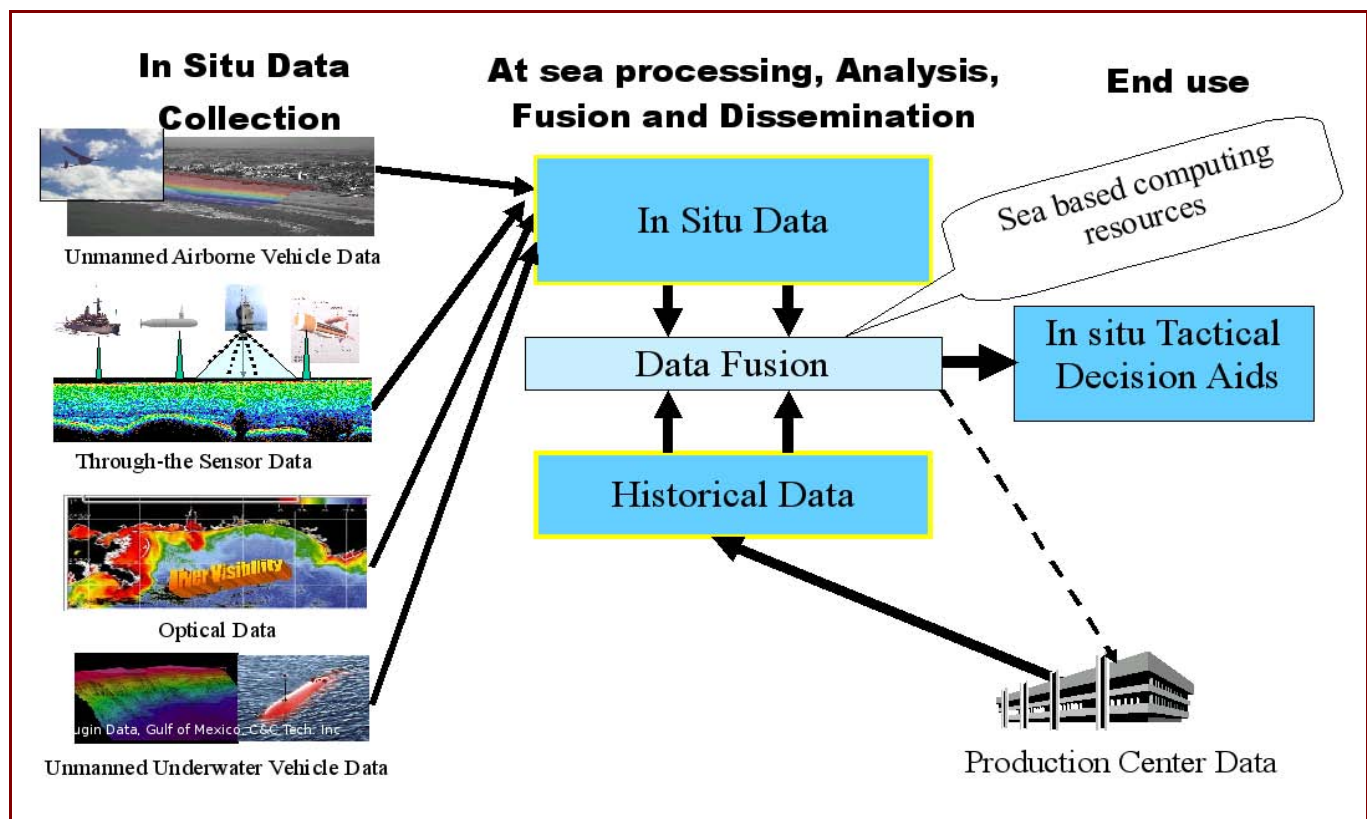 In Situ Data
Collection
At sea processing, Analysis,
Fusion and Dissemination
End use
Unmanned Airborne Vehicle Data
Through-the Sensor Data
Diver Visibility
Optical Data
ugin Data, Gulf of Mexico, C&C Tech. Inc
Unmanned Underwater Vehicle Data
In Situ Data
Data Fusion
Historical Data
Sea based computing
resources
In situ Tactical
Decision Aids
Production Center Data